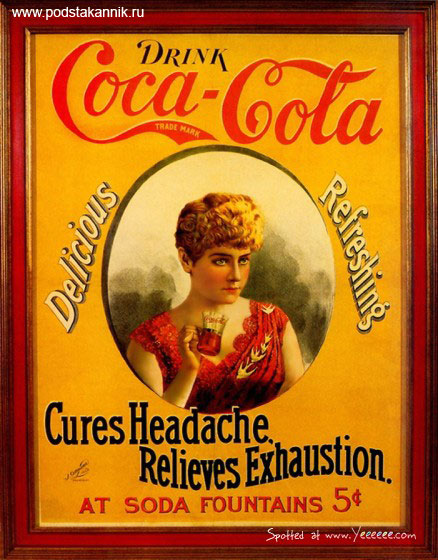 www.podstakannik.ru
DRINK
Coca-Cola
TRADE MARK
Delicious
Refreshing
Cures Headache,
Relieves Exhaustion.
AT SODA FOUNTAINS 5¢
Spotted at www.Yeeeeee.com